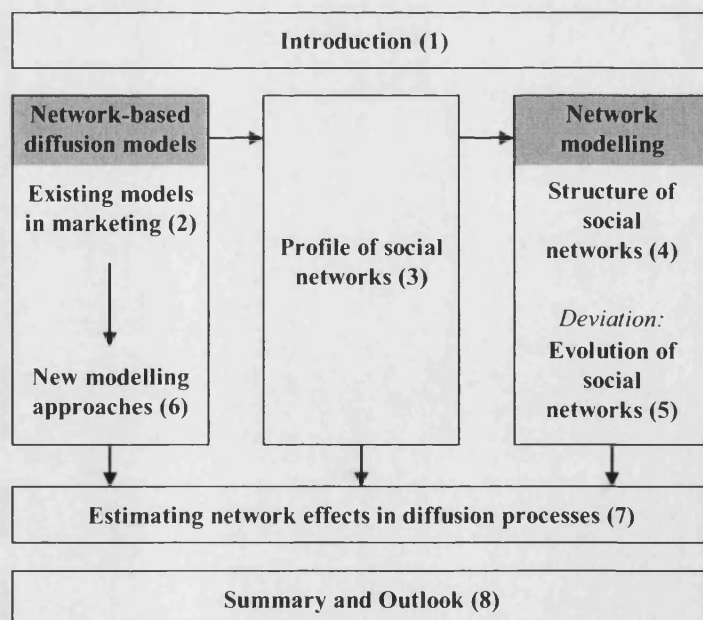 Introduction (1)
Network-based
diffusion models
Existing models
in marketing (2)
New modelling
approaches (6)
Profile of social
networks (3)
Network
modelling
Structure of
social
networks (4)
Deviation:
Evolution of
social
networks (5)
Estimating network effects in diffusion processes (7)
Summary and Outlook (8)